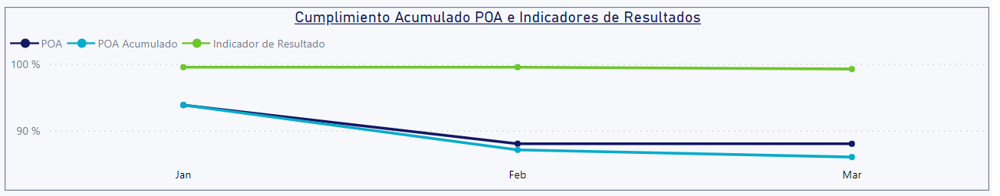 Cumplimiento Acumulado POA e Indicadores de Resultados
POA POA Acumulado Indicador de Resultado
100 %
90 %
Jan Feb Mar